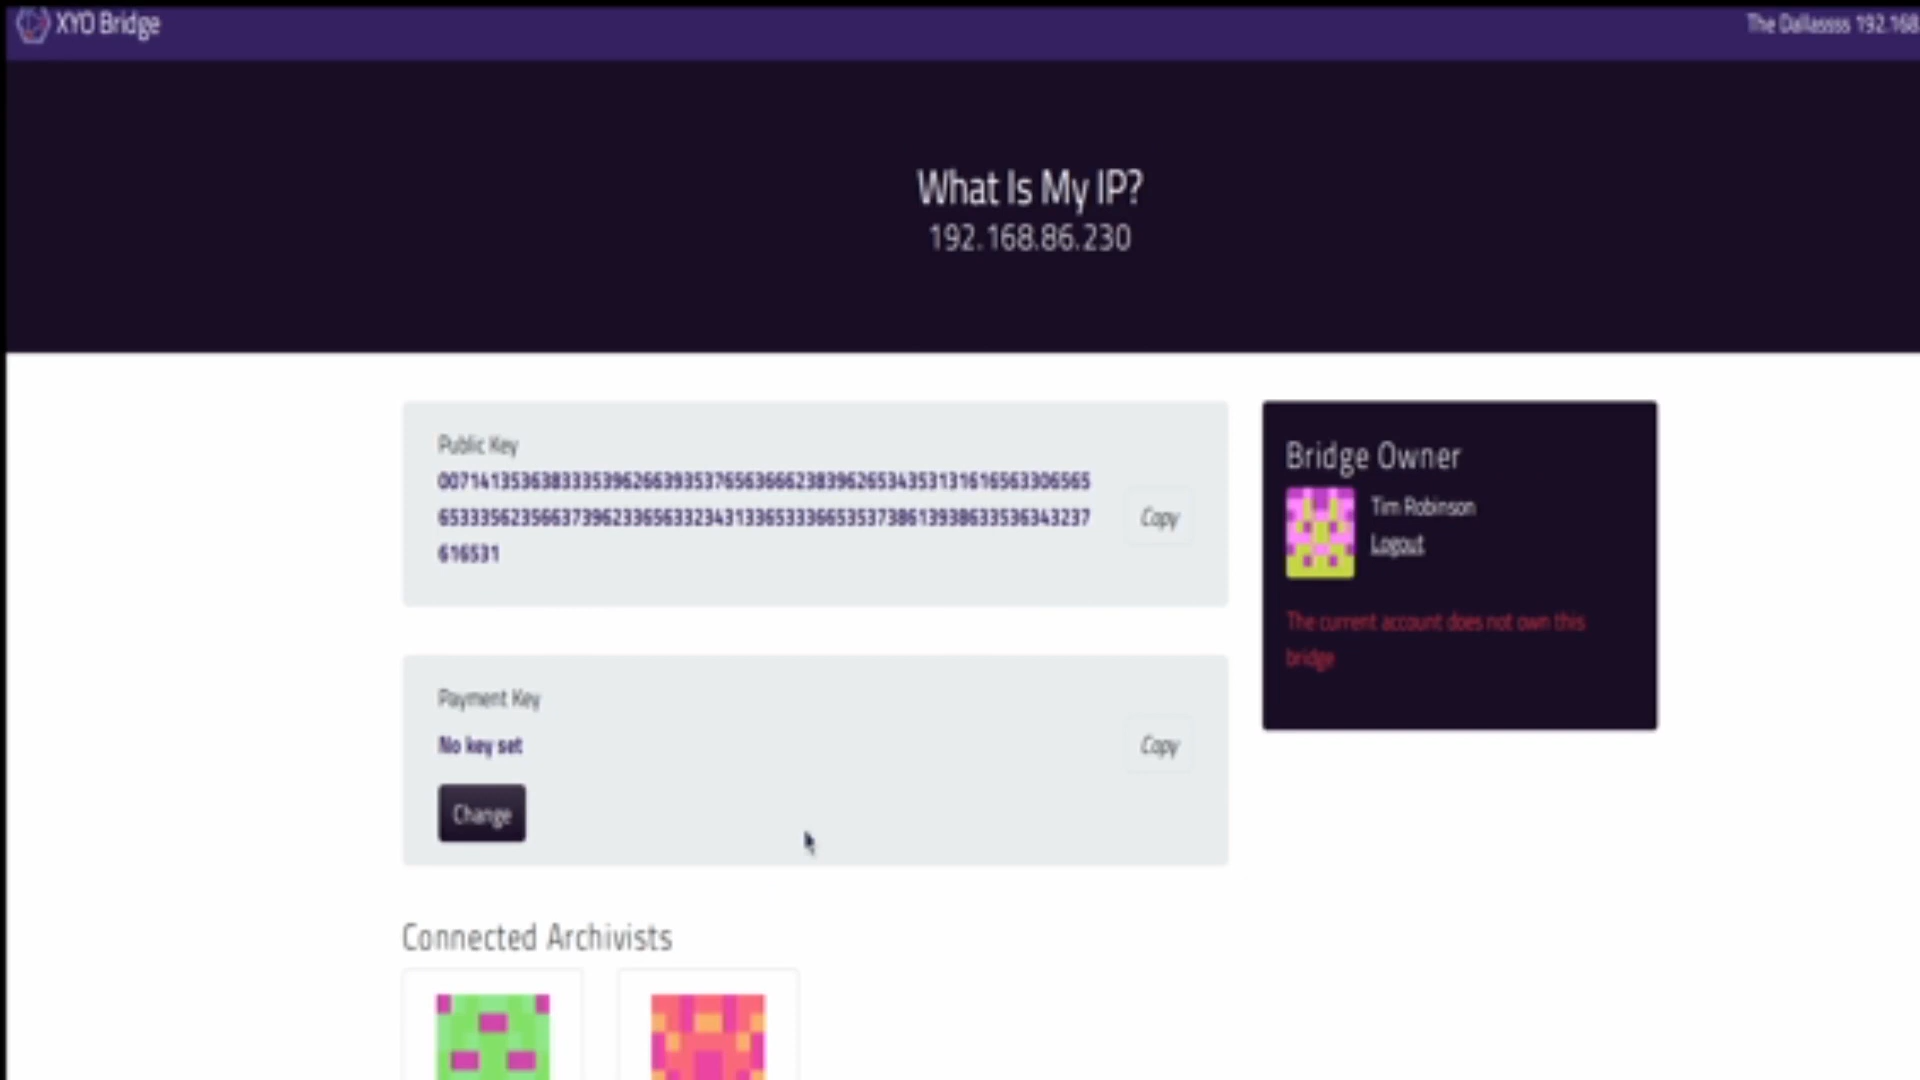 XYO Bridge
The Dallassss 192.168.
What Is My IP?
192.168.86.230
Public Key
0071413536383335396266393537656366623839626534353131616563306565
6533356235663739623365633234313365333665353738613938633536343237
616531
Copy
Payment Key
No key set
Copy
Change
Bridge Owner
Tim Robinson
Logout
The current account does not own this
bridge
Connected Archivists